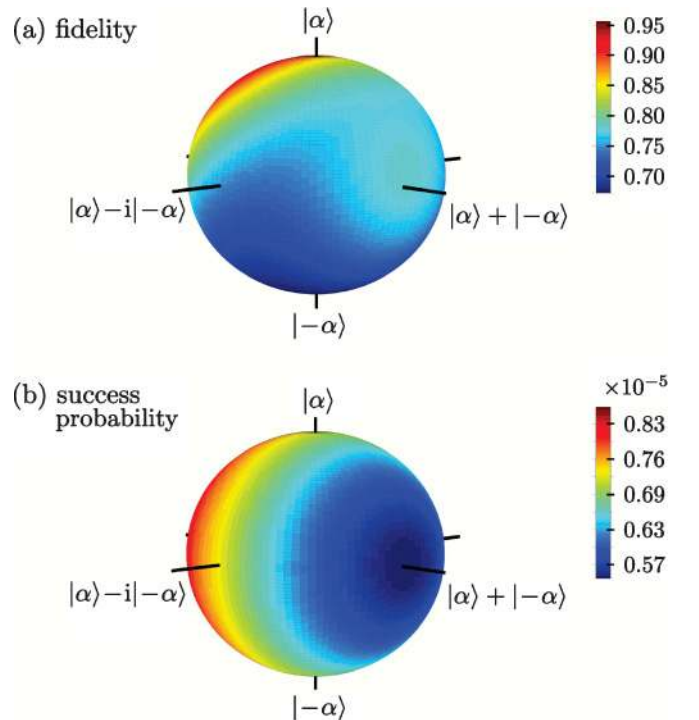 (a) fidelity
|α⟩
|α⟩−i|−α⟩
|α⟩ + |−α⟩
|−α⟩
0.95
0.90
0.85
0.80
0.75
0.70
(b) success
probability
|α⟩
|α⟩−i|−α⟩
|α⟩ + |−α⟩
|−α⟩
×10⁻⁵
0.83
0.76
0.69
0.63
0.57